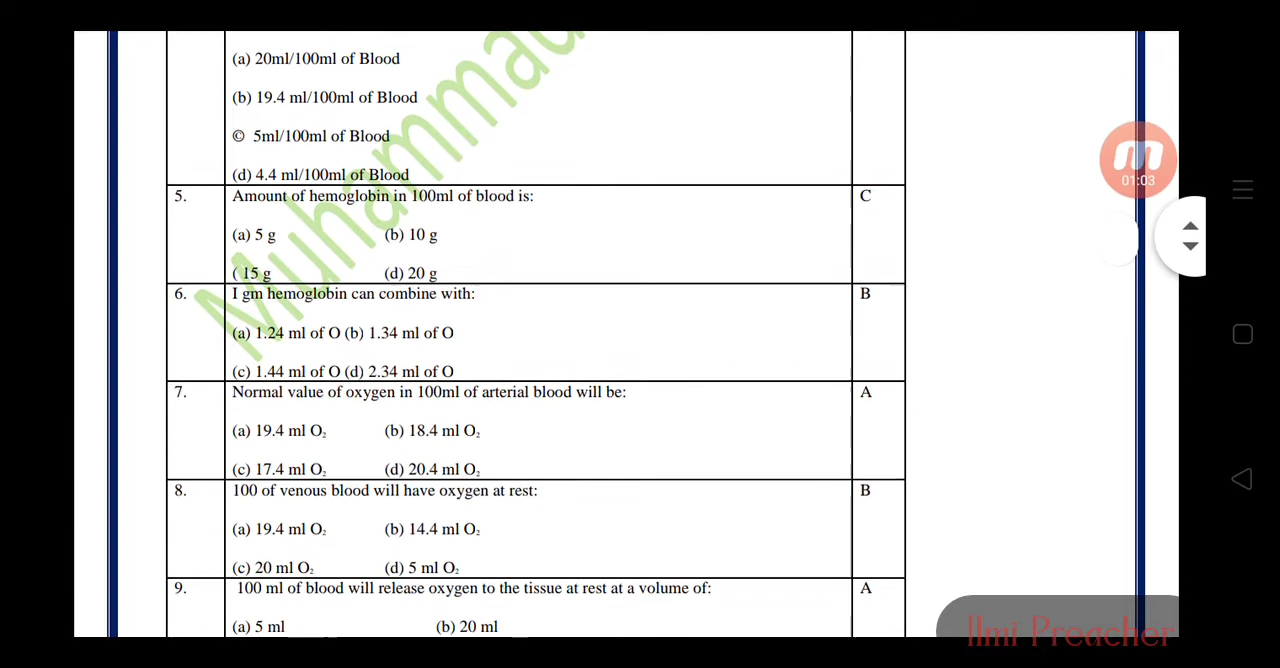 (a) 20ml/100ml of Blood
(b) 19.4 ml/100ml of Blood
© 5ml/100ml of Blood
(d) 4.4 ml/100ml of Blood
5. Amount of hemoglobin in 100ml of blood is: C
(a) 5 g (b) 10 g
( 15 g (d) 20 g
6. I gm hemoglobin can combine with: B
(a) 1.24 ml of O (b) 1.34 ml of O
(c) 1.44 ml of O (d) 2.34 ml of O
7. Normal value of oxygen in 100ml of arterial blood will be: A
(a) 19.4 ml O₂ (b) 18.4 ml O₂
(c) 17.4 ml O₂ (d) 20.4 ml O₂
8. 100 of venous blood will have oxygen at rest: B
(a) 19.4 ml O₂ (b) 14.4 ml O₂
(c) 20 ml O₂ (d) 5 ml O₂
9. 100 ml of blood will release oxygen to the tissue at rest at a volume of: A
(a) 5 ml (b) 20 ml
Muhammad
01:03
Ilmi Preacher